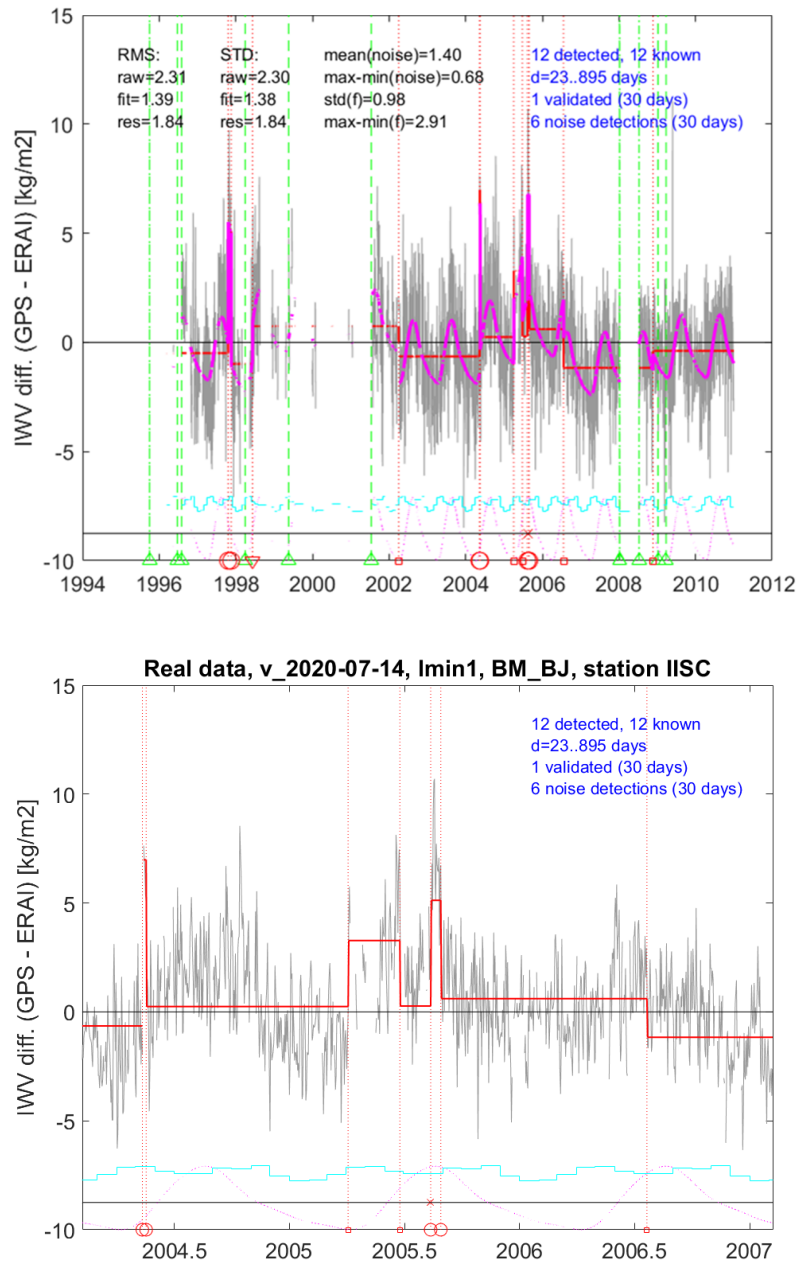 15
RMS: STD: mean(noise)=1.40 12 detected, 12 known
raw=2.31 raw=2.30 max-min(noise)=0.68 d=23..895 days
fit=1.39 fit=1.38 std(f)=0.98 1 validated (30 days)
res=1.84 res=1.84 max-min(f)=2.91 6 noise detections (30 days)
10
5
0
-5
-10
IWV diff. (GPS - ERAI) [kg/m2]
1994 1996 1998 2000 2002 2004 2006 2008 2010 2012
Real data, v_2020-07-14, lmin1, BM_BJ, station IISC
15
12 detected, 12 known
d=23..895 days
1 validated (30 days)
6 noise detections (30 days)
10
5
0
-5
-10
IWV diff. (GPS - ERAI) [kg/m2]
2004.5 2005 2005.5 2006 2006.5 2007